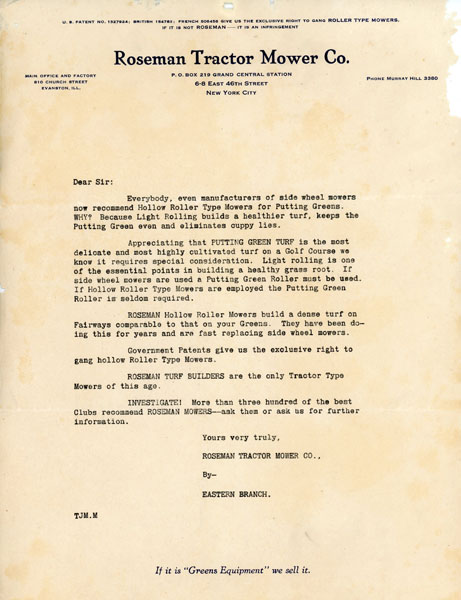 U. S. PATENT NO. 1527824; BRITISH 184783; FRENCH 505456 GIVE US THE EXCLUSIVE RIGHT TO GANG ROLLER TYPE MOWERS.
IF IT IS NOT ROSEMAN — IT IS AN INFRINGEMENT
Roseman Tractor Mower Co.
MAIN OFFICE AND FACTORY
810 CHURCH STREET
EVANSTON, ILL.
P. O. BOX 219 GRAND CENTRAL STATION
6-8 EAST 46TH STREET
NEW YORK CITY
PHONE MURRAY HILL 3380
Dear Sir:
Everybody, even manufacturers of side wheel mowers
now recommend Hollow Roller Type Mowers for Putting Greens.
WHY? Because Light Rolling builds a healthier turf, keeps the
Putting Green even and eliminates cuppy lies.
Appreciating that PUTTING GREEN TURF is the most
delicate and most highly cultivated turf on a Golf Course we
know it requires special consideration. Light rolling is one
of the essential points in building a healthy grass root. If
side wheel mowers are used a Putting Green Roller must be used.
If Hollow Roller Type Mowers are employed the Putting Green
Roller is seldom required.
ROSEMAN Hollow Roller Mowers build a dense turf on
Fairways comparable to that on your Greens. They have been do-
ing this for years and are fast replacing side wheel mowers.
Government Patents give us the exclusive right to
gang hollow Roller Type Mowers.
ROSEMAN TURF BUILDERS are the only Tractor Type
Mowers of this age.
INVESTIGATE! More than three hundred of the best
Clubs recommend ROSEMAN MOWERS--ask them or ask us for further
information.
Yours very truly,
ROSEMAN TRACTOR MOWER CO.,
By—
EASTERN BRANCH.
TJM.M
If it is "Greens Equipment" we sell it.